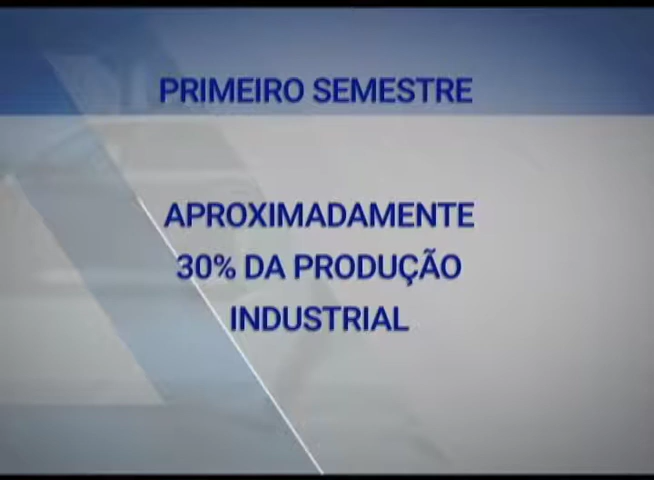 PRIMEIRO SEMESTRE
APROXIMADAMENTE
30% DA PRODUÇÃO
INDUSTRIAL